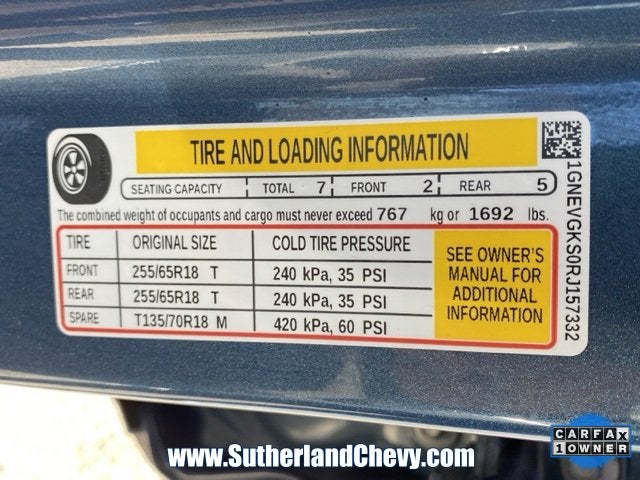 TIRE AND LOADING INFORMATION
SEATING CAPACITY TOTAL 7 FRONT 2 REAR 5
The combined weight of occupants and cargo must never exceed 767 kg or 1692 lbs.
TIRE ORIGINAL SIZE COLD TIRE PRESSURE
FRONT 255/65R18 T 240 kPa, 35 PSI
REAR 255/65R18 T 240 kPa, 35 PSI
SPARE T135/70R18 M 420 kPa, 60 PSI
SEE OWNER'S
MANUAL FOR
ADDITIONAL
INFORMATION
1GNEVGKS0RJ157332
www.SutherlandChevy.com
CARFAX
1 OWNER